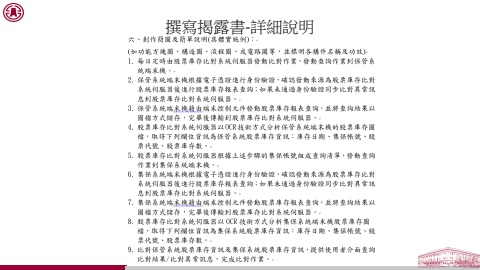 撰寫揭露書-詳細說明
六、創作簡圖及簡單說明(具體實施例)：
(如功能方塊圖、構造圖、流程圖、或電路圖等，並標明各構件名稱及功效)
1. 每日定時由股票庫存比對系統伺服器發動比對作業，發動查詢作業到保管系
統端末機。
2. 保管系統端末機根據電子憑證進行身份驗證，確認發動來源為股票庫存比對
系統伺服器後進行股票庫存報表查詢；如果未通過身份驗證同步比對異常訊
息到股票庫存比對系統伺服器。
3. 保管系統端末機藉由端末控制元件發動股票庫存報表查詢，並將查詢結果以
圖檔方式儲存，完畢後傳輸到股票庫存比對系統伺服器。
4. 股票庫存比對系統伺服器以OCR技術方式分析保管系統端末機的股票庫存圖
檔，取得下列欄位資訊為保管系統股票庫存資訊：庫存日期、集保帳號、股
票代號、股票庫存數。
5. 股票庫存比對系統伺服器根據上述步驟的集保帳號組成查詢清單，發動查詢
作業到集保系統端末機。
6. 集保系統端末機根據電子憑證進行身份驗證，確認發動來源為股票庫存比對
系統伺服器後進行股票庫存報表查詢；如果未通過身份驗證同步比對異常訊
息到股票庫存比對系統伺服器。
7. 集保系統端末機藉由端末控制元件發動股票庫存報表查詢，並將查詢結果以
圖檔方式儲存，完畢後傳輸到股票庫存比對系統伺服器。
8. 股票庫存比對系統伺服器以OCR技術方式分析集保系統端末機股票庫存圖
檔，取得下列欄位資訊為集保系統股票庫存資訊：庫存日期、集保帳號、股
票代號、股票庫存數。
9. 比對保管系統股票庫存資訊及集保系統股票庫存資訊，提供使用者介面查詢
比對結果/比對異常訊息，完成比對作業。